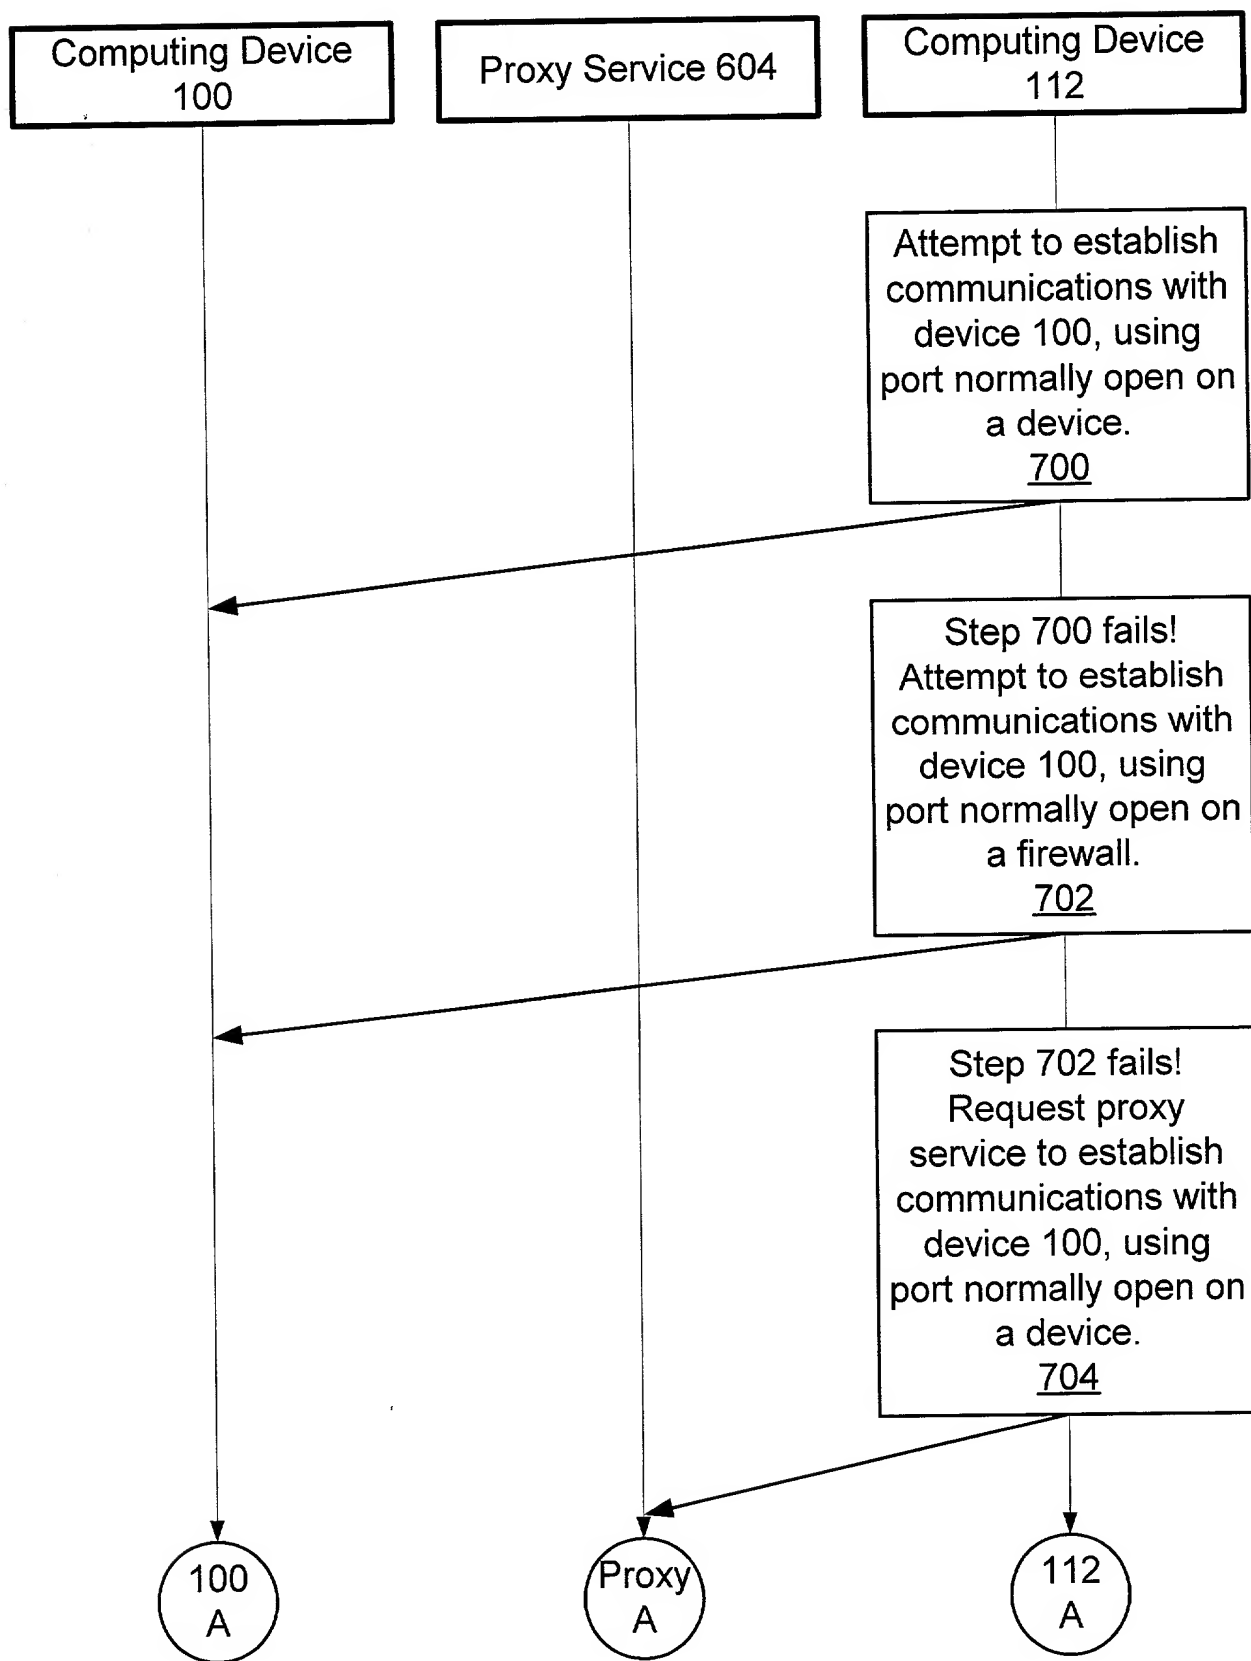 Computing Device
100
Proxy Service 604
Computing Device
112
Attempt to establish
communications with
device 100, using
port normally open on
a device.
700
Step 700 fails!
Attempt to establish
communications with
device 100, using
port normally open on
a firewall.
702
Step 702 fails!
Request proxy
service to establish
communications with
device 100, using
port normally open on
a device.
704
100
A
Proxy
A
112
A